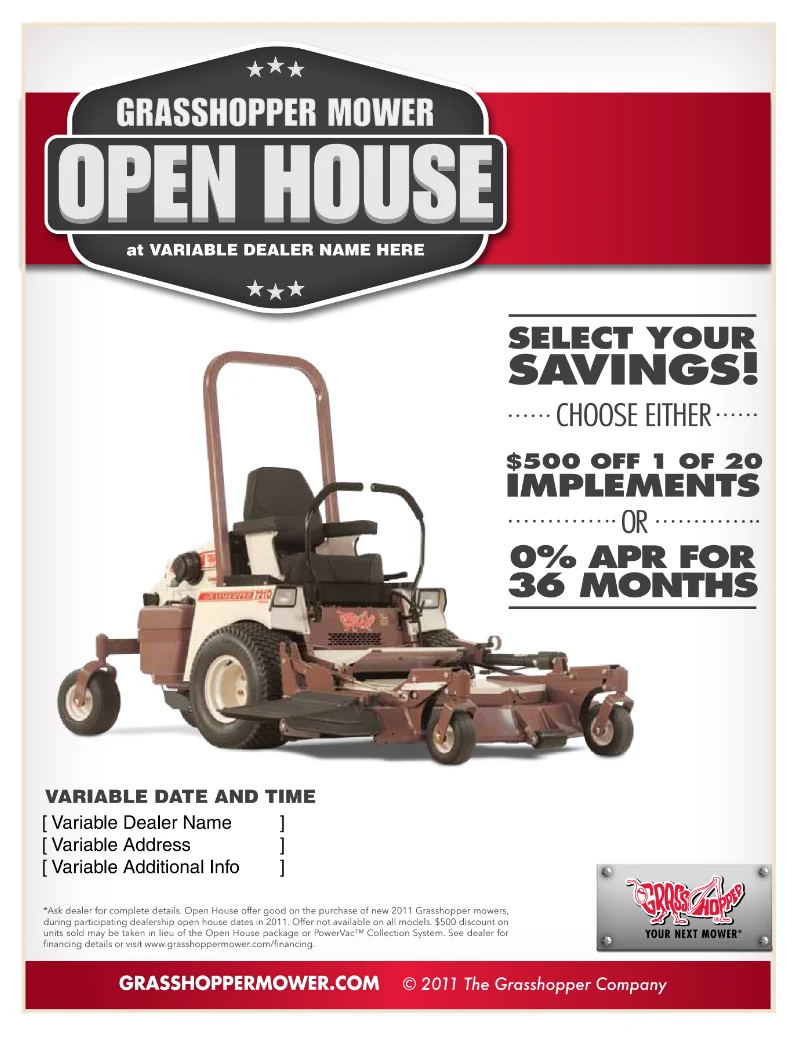 GRASSHOPPER MOWER
OPEN HOUSE
at VARIABLE DEALER NAME HERE
SELECT YOUR
SAVINGS!
CHOOSE EITHER
$500 OFF 1 OF 20
IMPLEMENTS
OR
0% APR FOR
36 MONTHS
GRASSHOPPER
VARIABLE DATE AND TIME
[ Variable Dealer Name ]
[ Variable Address ]
[ Variable Additional Info ]
*Ask dealer for complete details. Open House offer good on the purchase of new 2011 Grasshopper mowers,
during participating dealership open house dates in 2011. Offer not available on all models. $500 discount on
units sold may be taken in lieu of the Open House package or PowerVac™ Collection System. See dealer for
financing details or visit www.grasshoppermower.com/financing.
GRASSHOPPER
YOUR NEXT MOWER®
GRASSHOPPERMOWER.COM © 2011 The Grasshopper Company